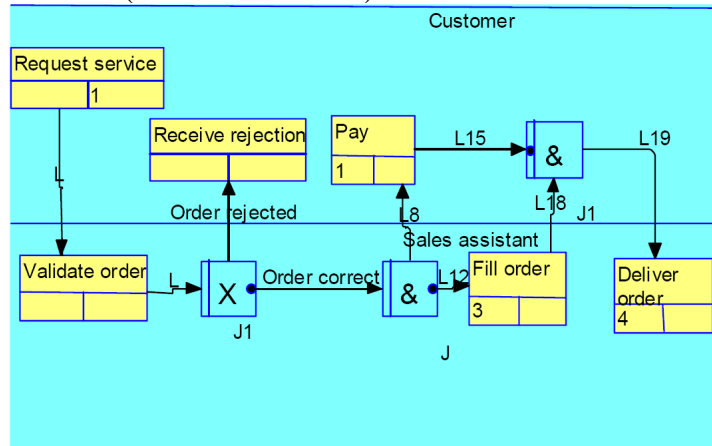 Customer
Request service
1
Receive rejection
Pay
1
L15
&
L19
L
Order rejected
L8
L18
J1
Sales assistant
Validate order
L
X
Order correct
&
L12
Fill order
3
Deliver
order
4
J1
J